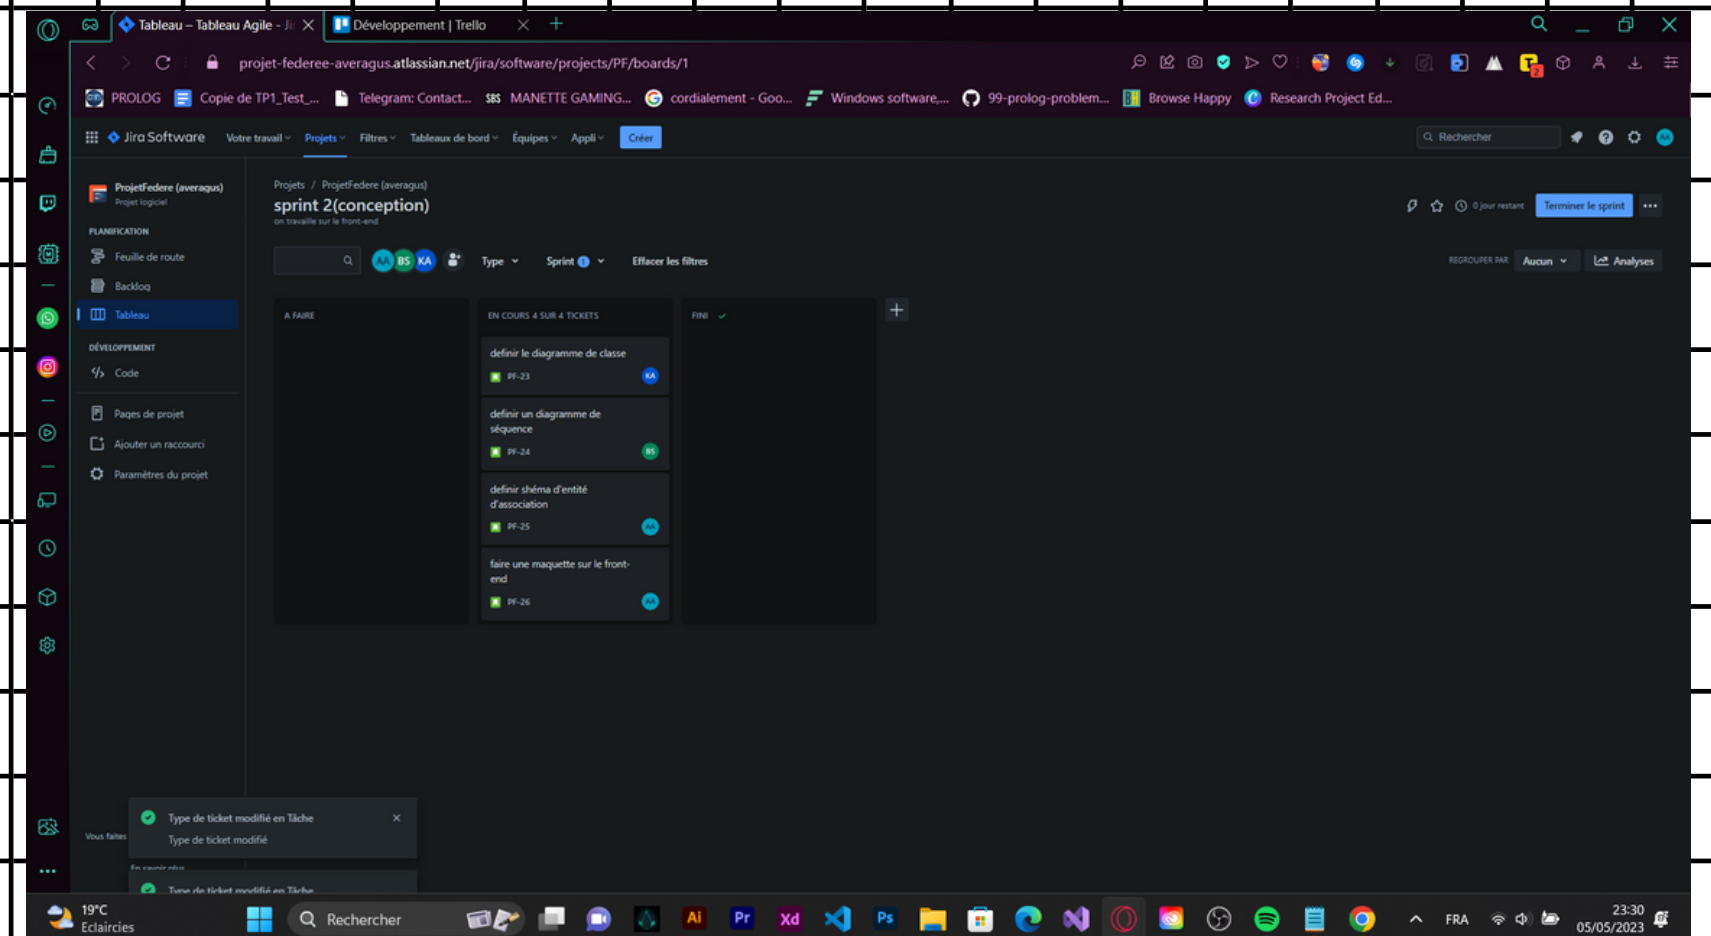 Tableau – Tableau Agile - Ji
Développement | Trello
projet-federee-averagus.atlassian.net/jira/software/projects/PF/boards/1
PROLOG
Copie de TP1_Test_...
Telegram: Contact...
SBS MANETTE GAMING...
cordialement - Goo...
Windows software,...
99-prolog-problem...
Browse Happy
Research Project Ed...
Jira Software
Votre travail
Projets
Filtres
Tableaux de bord
Équipes
Appli
Créer
Rechercher
AA
ProjetFedere (averagus)
Projet logiciel
PLANIFICATION
Feuille de route
Backlog
Tableau
DÉVELOPPEMENT
Code
Pages de projet
Ajouter un raccourci
Paramètres du projet
Projets / ProjetFedere (averagus)
sprint 2(conception)
on travaille sur le front-end
0 jour restant
Terminer le sprint
AA BS KA
Type
Sprint 1
Effacer les filtres
REGROUPER PAR
Aucun
Analyses
A FAIRE
EN COURS 4 SUR 4 TICKETS
definir le diagramme de classe
PF-23
KA
definir un diagramme de
séquence
PF-24
BS
definir shéma d'entité
d'association
PF-25
AA
faire une maquette sur le front-
end
PF-26
AA
FINI
Type de ticket modifié en Tâche
Type de ticket modifié
Vous faites
En savoir plus
Type de ticket modifié en Tâche
19°C
Eclaircies
Rechercher
Ai
Pr
Xd
Ps
FRA
23:30
05/05/2023